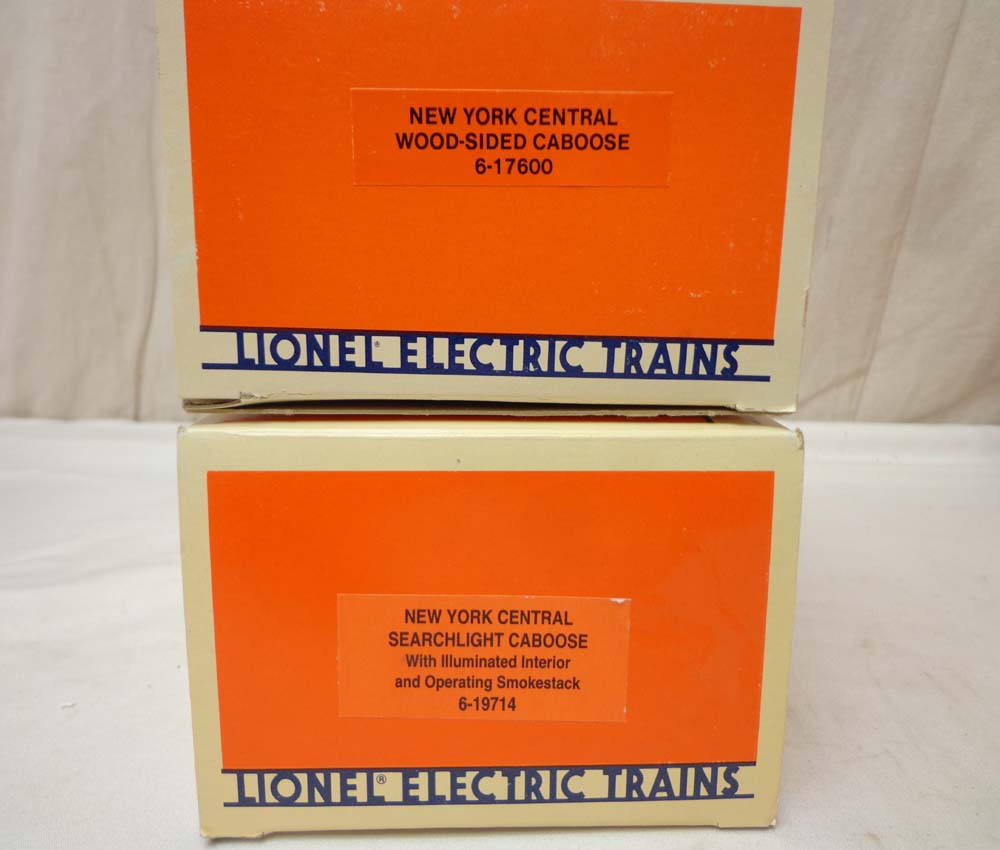 NEW YORK CENTRAL
WOOD-SIDED CABOOSE
6-17600
LIONEL® ELECTRIC TRAINS
NEW YORK CENTRAL
SEARCHLIGHT CABOOSE
With Illuminated Interior
and Operating Smokestack
6-19714
LIONEL® ELECTRIC TRAINS